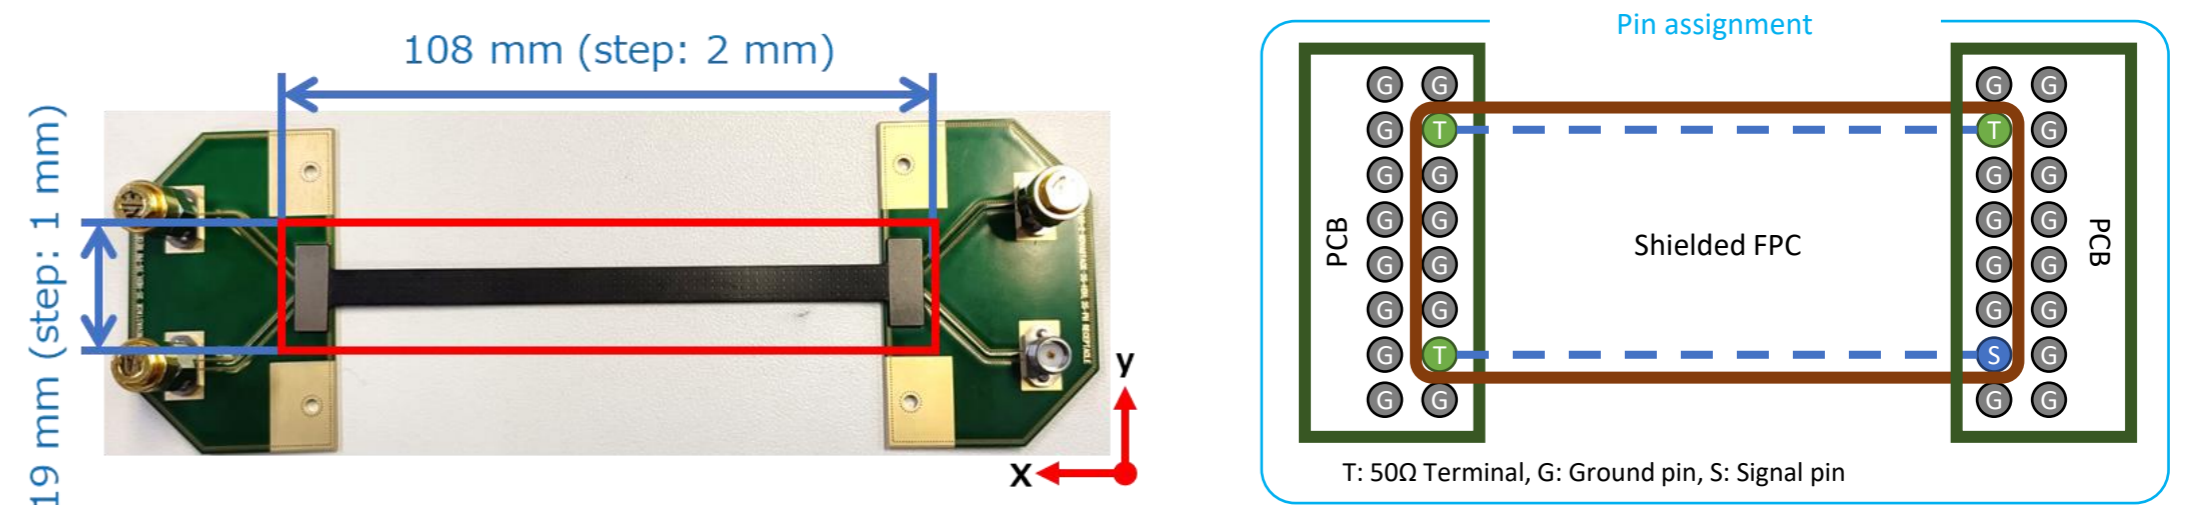 108 mm (step: 2 mm)
19 mm (step: 1 mm)
y
x
Pin assignment
G G G G
G T T G
G G G G
G G G G
PCB Shielded FPC PCB
G G G G
G G G G
G T S G
G G G G
T: 50Ω Terminal, G: Ground pin, S: Signal pin